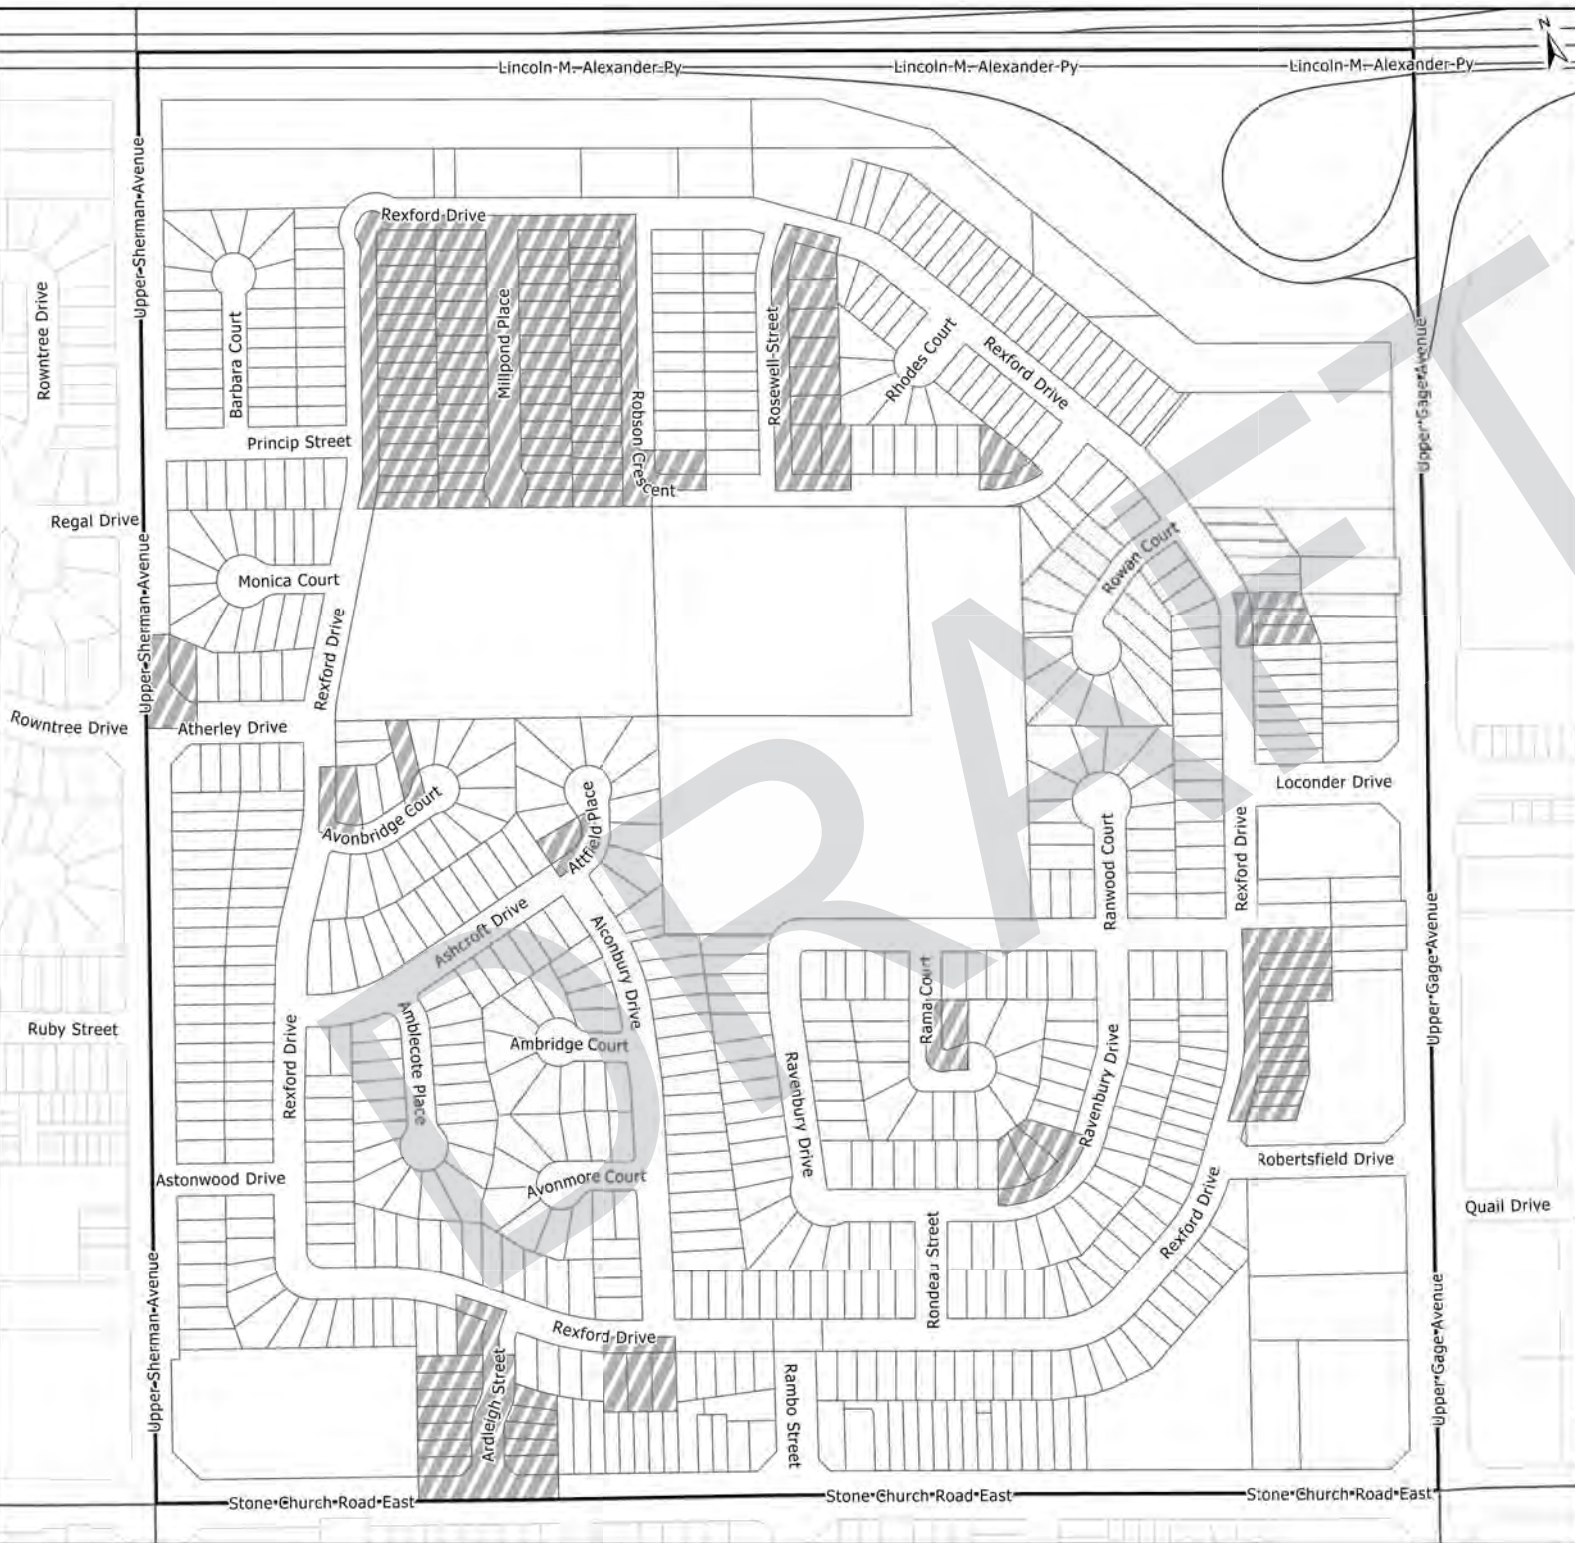 N
Lincoln-M.-Alexander-Py
Lincoln-M.-Alexander-Py
Lincoln-M.-Alexander-Py
Upper-Sherman-Avenue
Rexford-Drive
Rowntree Drive
Barbara Court
Millpond Place
Rosewell-Street
Rhodes Court
Rexford Drive
Upper-Gage-Avenue
Robson Crescent
Princip Street
Regal Drive
Rowan Court
Monica Court
Upper-Sherman-Avenue
Rexford Drive
Rowntree Drive
Atherley Drive
Loconder Drive
Avonbridge Court
Attfield Place
Ranwood Court
Rexford Drive
Ashcroft Drive
Alconbury Drive
Upper-Gage-Avenue
Rama Court
Ruby Street
Rexford Drive
Amblecote Place
Ambridge Court
Ravenbury Drive
Ravenbury Drive
Robertsfield Drive
Astonwood Drive
Avonmore Court
Quail Drive
Rexford Drive
Rondeau Street
Upper-Sherman-Avenue
Upper-Gage-Avenue
Rexford-Drive
Ardleigh Street
Rambo Street
Stone-Church-Road-East
Stone-Church-Road-East
Stone-Church-Road-East
DRAFT